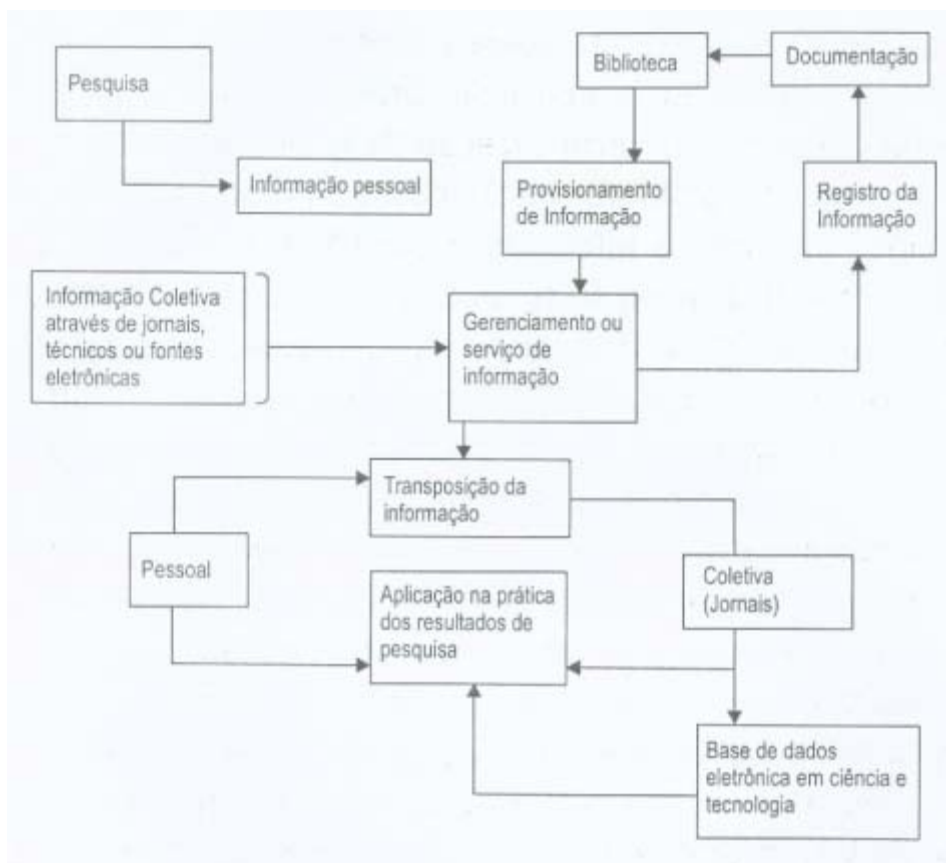 Pesquisa
Biblioteca
Documentação
Informação pessoal
Provisionamento
de Informação
Registro da
Informação
Informação Coletiva
através de jornais,
técnicos ou fontes
eletrônicas
Gerenciamento ou
serviço de
informação
Transposição da
informação
Pessoal
Coletiva
(Jornais)
Aplicação na prática
dos resultados de
pesquisa
Base de dados
eletrônica em ciência e
tecnologia